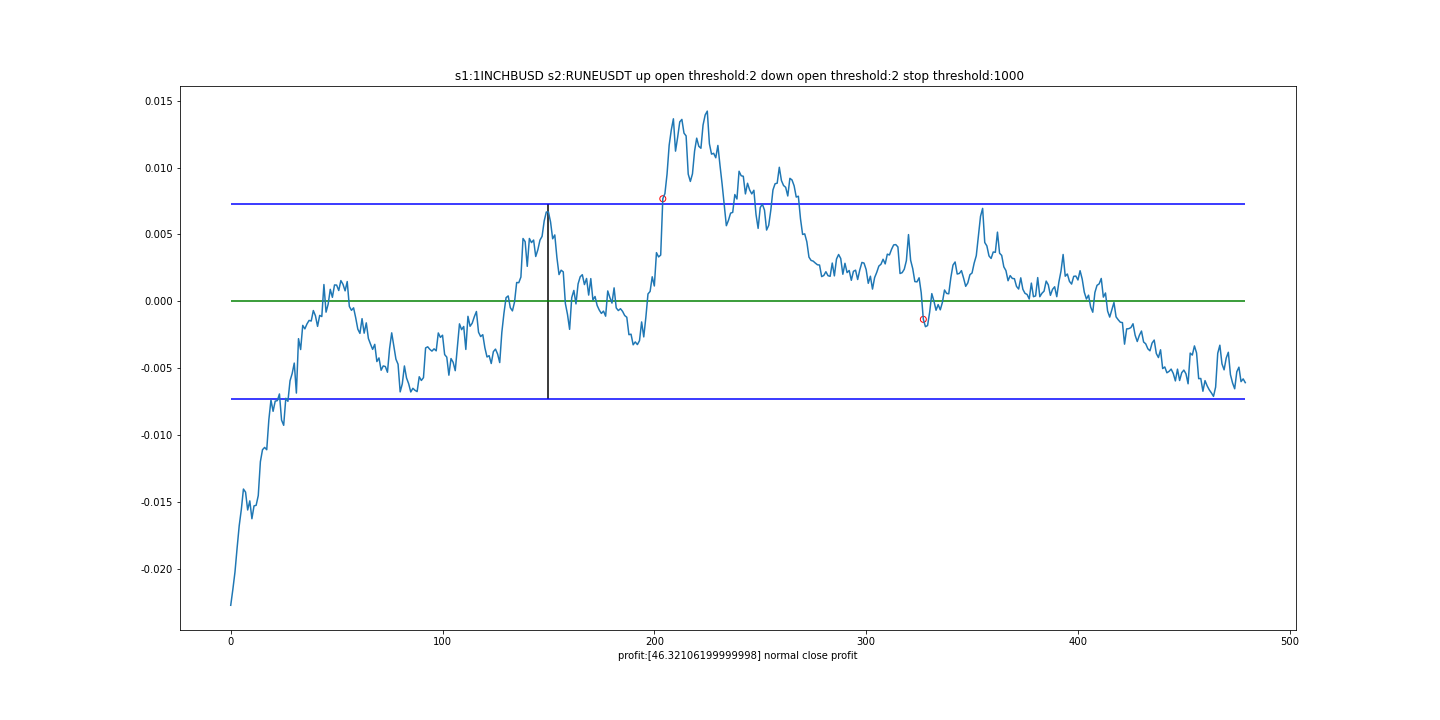 s1:1INCHBUSD s2:RUNEUSDT up open threshold:2 down open threshold:2 stop threshold:1000
0.015
0.010
0.005
0.000
-0.005
-0.010
-0.015
-0.020
0 100 200 300 400 500
profit:[46.32106199999998] normal close profit